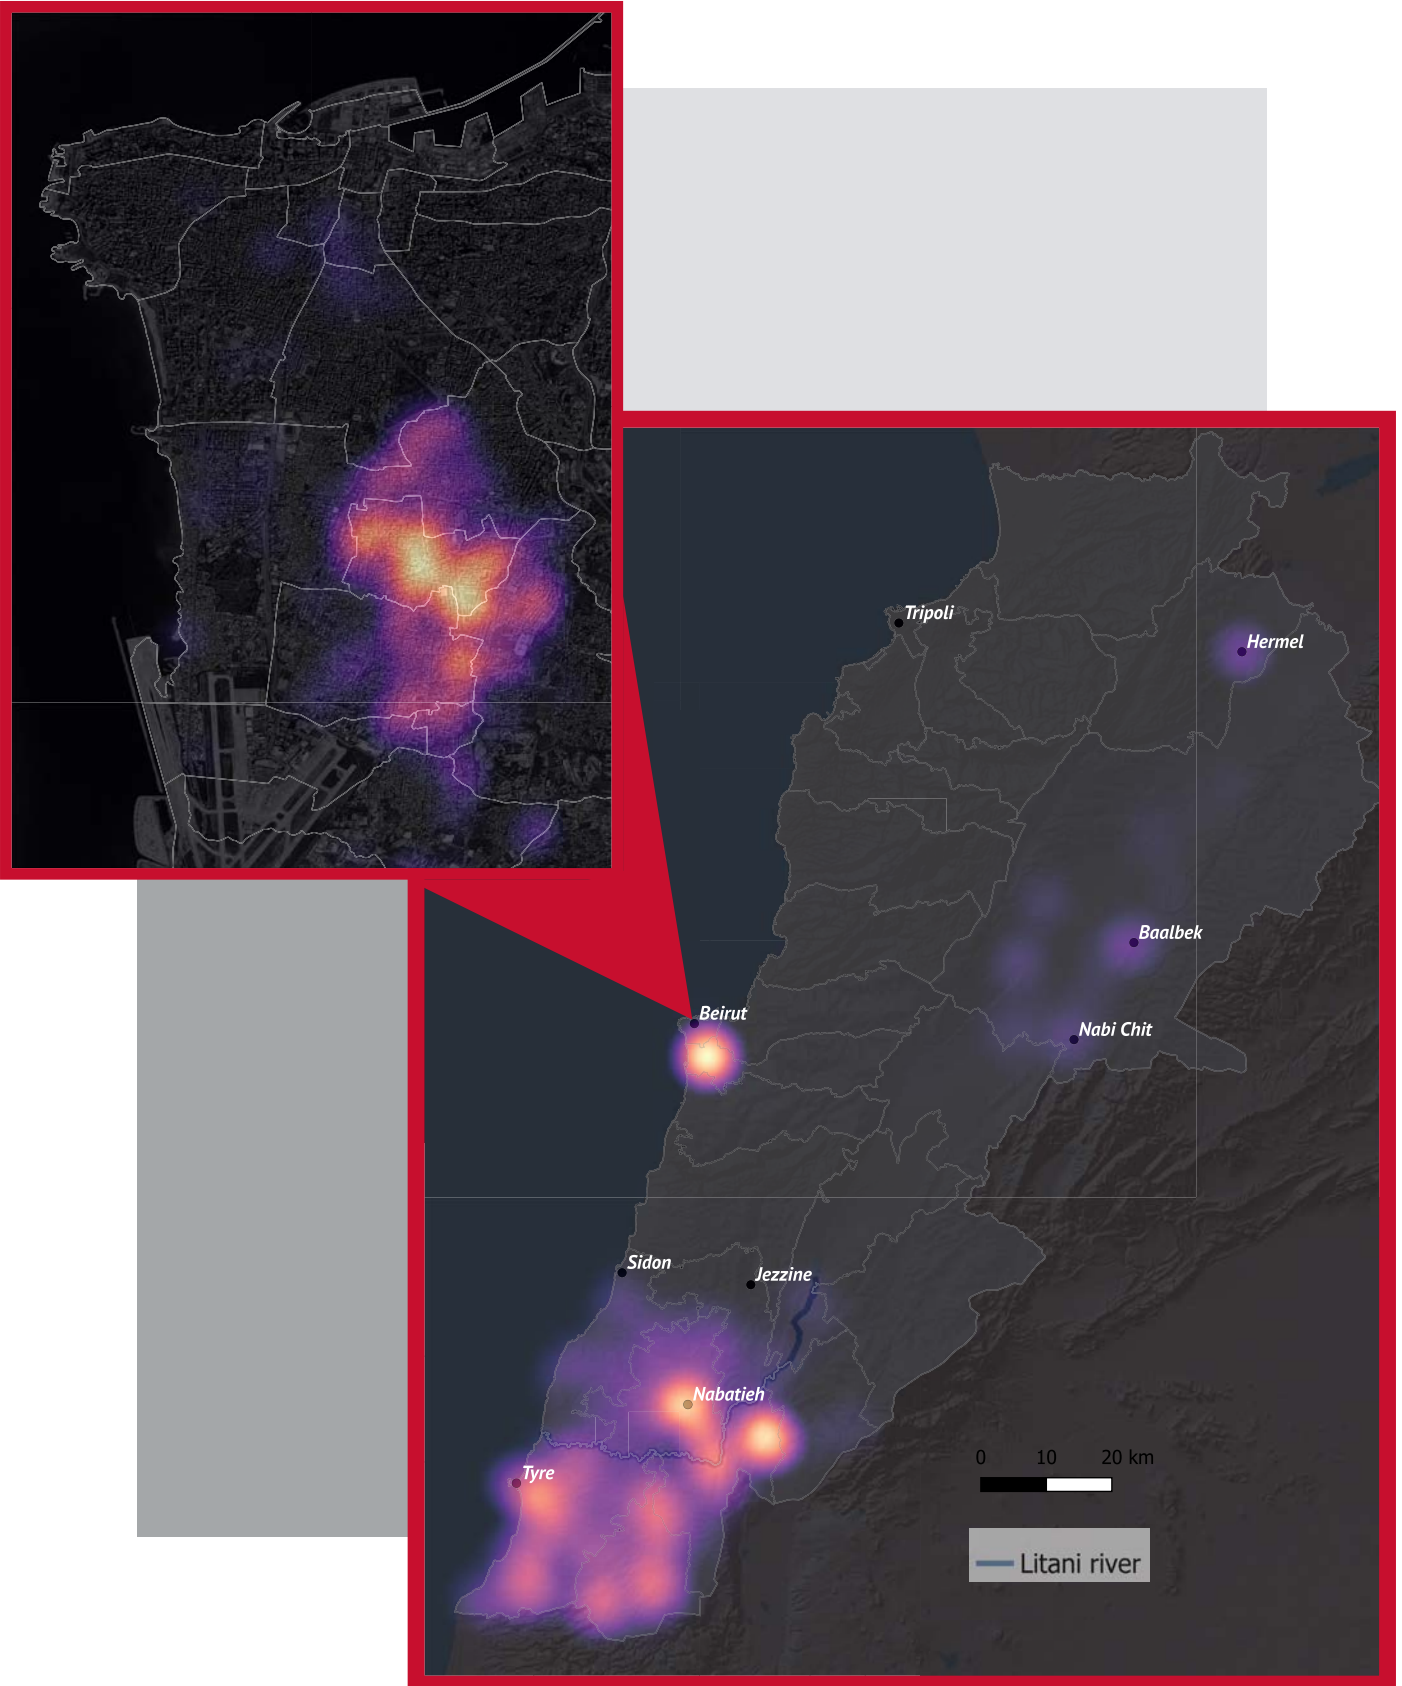 Tripoli
Hermel
Baalbek
Beirut
Nabi Chit
Sidon
Jezzine
Nabatieh
Tyre
0 10 20 km
Litani river